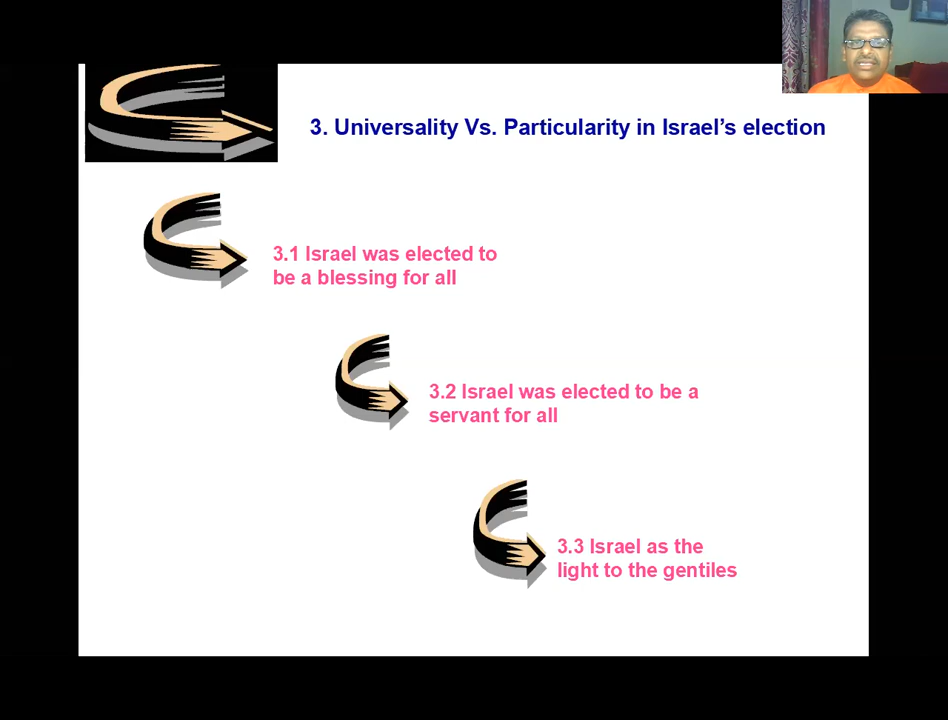 3. Universality Vs. Particularity in Israel’s election
3.1 Israel was elected to
be a blessing for all
3.2 Israel was elected to be a
servant for all
3.3 Israel as the
light to the gentiles